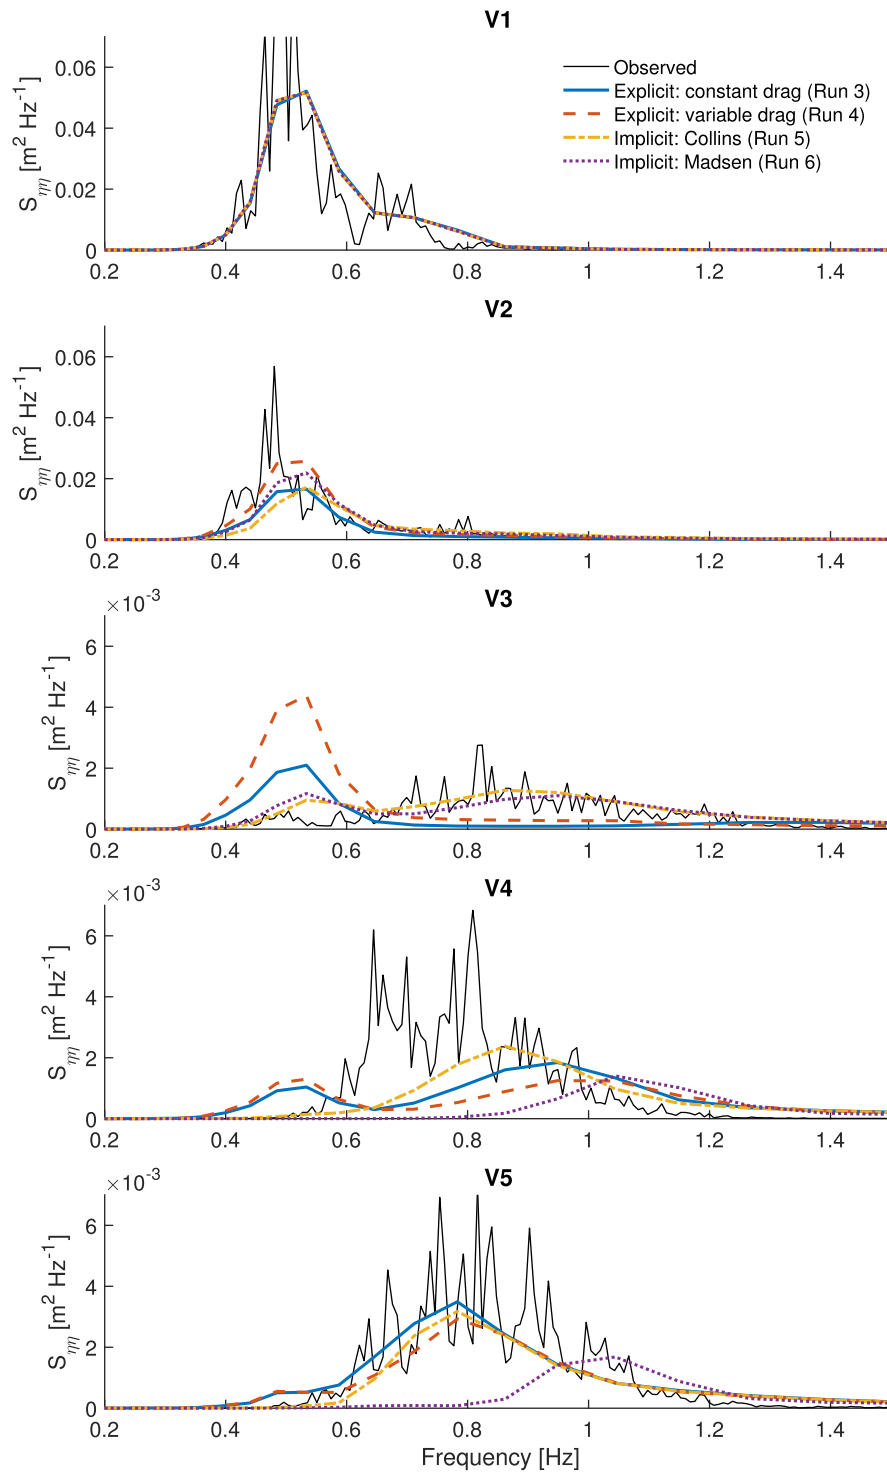 V1
S_ηη [m² Hz⁻¹]
0.06
0.04
0.02
0
0.2 0.4 0.6 0.8 1 1.2 1.4
Observed
Explicit: constant drag (Run 3)
Explicit: variable drag (Run 4)
Implicit: Collins (Run 5)
Implicit: Madsen (Run 6)
V2
S_ηη [m² Hz⁻¹]
0.06
0.04
0.02
0
0.2 0.4 0.6 0.8 1 1.2 1.4
V3
×10⁻³
S_ηη [m² Hz⁻¹]
6
4
2
0
0.2 0.4 0.6 0.8 1 1.2 1.4
V4
×10⁻³
S_ηη [m² Hz⁻¹]
6
4
2
0
0.2 0.4 0.6 0.8 1 1.2 1.4
V5
×10⁻³
S_ηη [m² Hz⁻¹]
6
4
2
0
0.2 0.4 0.6 0.8 1 1.2 1.4
Frequency [Hz]